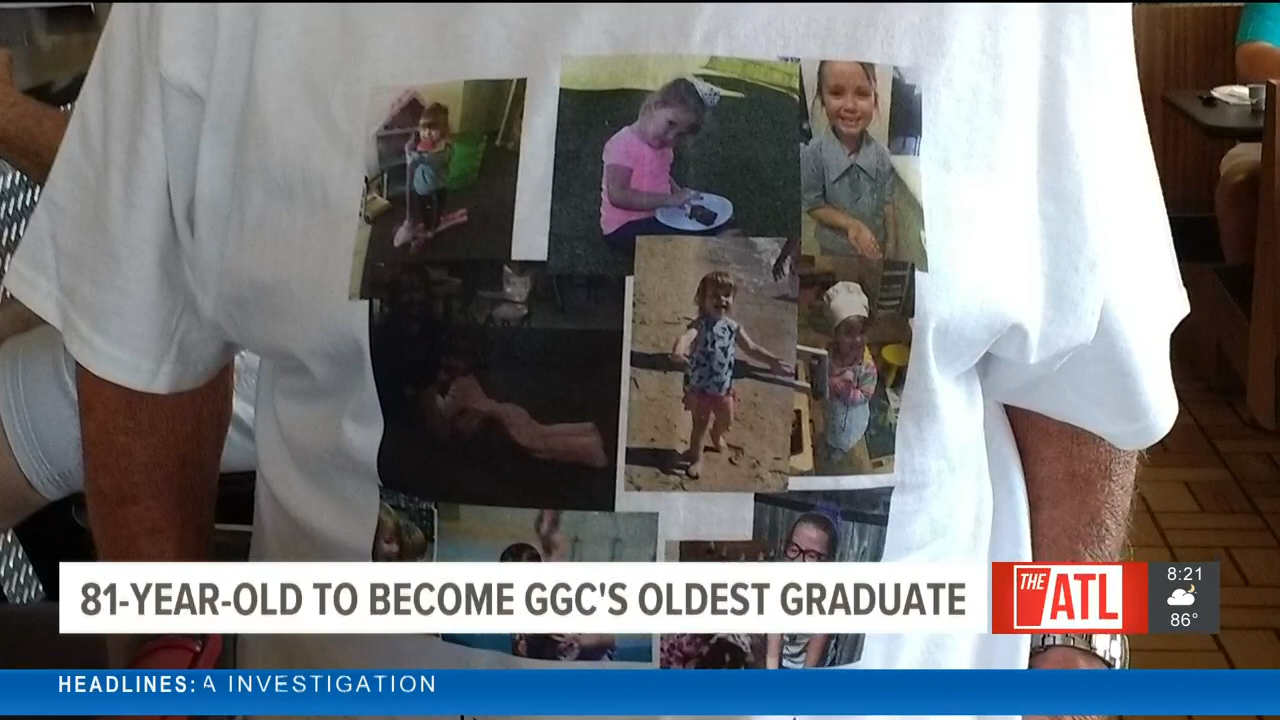 81-YEAR-OLD TO BECOME GGC'S OLDEST GRADUATE
THE
ATL
8:21
86°
HEADLINES: A INVESTIGATION